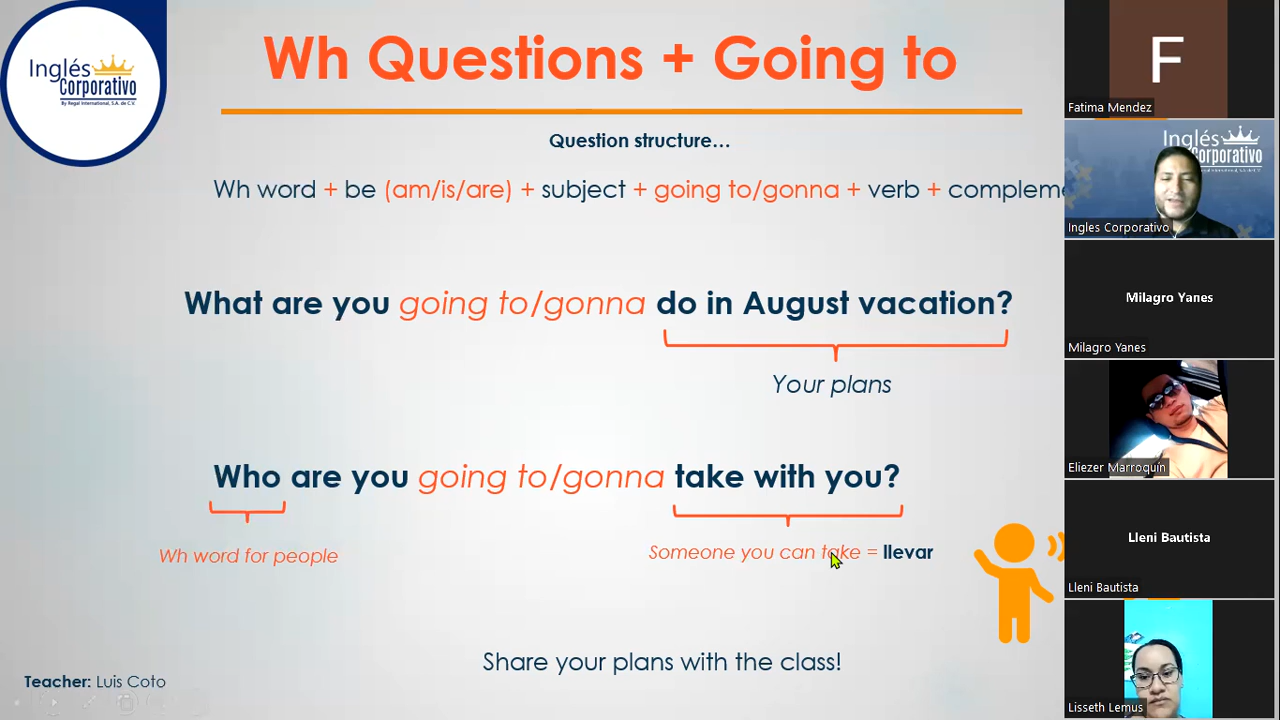 Inglés
Corporativo
By Regal International, S.A. de C.V.
Wh Questions + Going to
Question structure...
Wh word + be (am/is/are) + subject + going to/gonna + verb + compleme
What are you going to/gonna do in August vacation?
Your plans
Who are you going to/gonna take with you?
Wh word for people
Someone you can take = llevar
Share your plans with the class!
Teacher: Luis Coto
F
Fatima Mendez
Inglés
Corporativo
Ingles Corporativo
Milagro Yanes
Milagro Yanes
Eliezer Marroquín
Lleni Bautista
Lleni Bautista
Lisseth Lemus